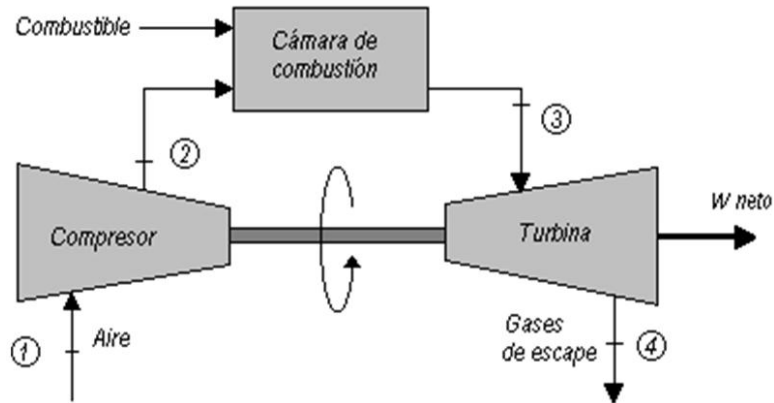 Combustible
Cámara de
combustión
②
③
Compresor
Turbina
W neto
①
Aire
Gases
de escape
④